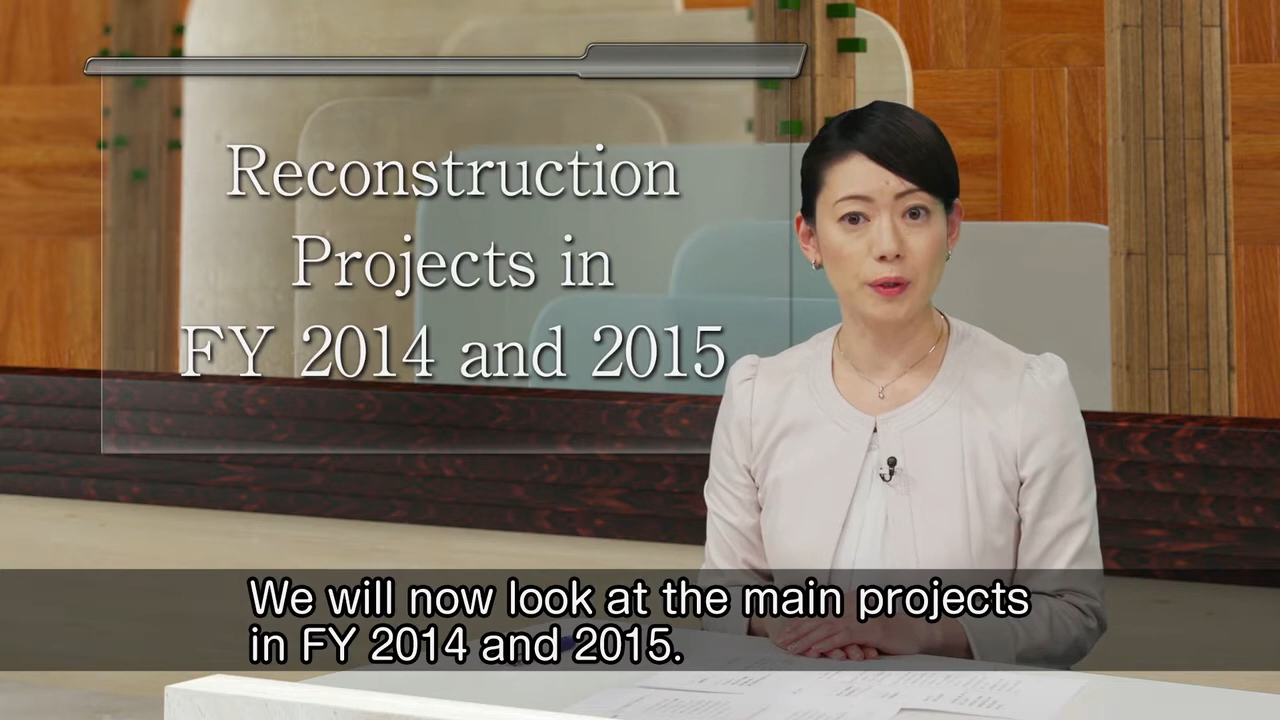 Reconstruction
Projects in
FY 2014 and 2015
We will now look at the main projects
in FY 2014 and 2015.